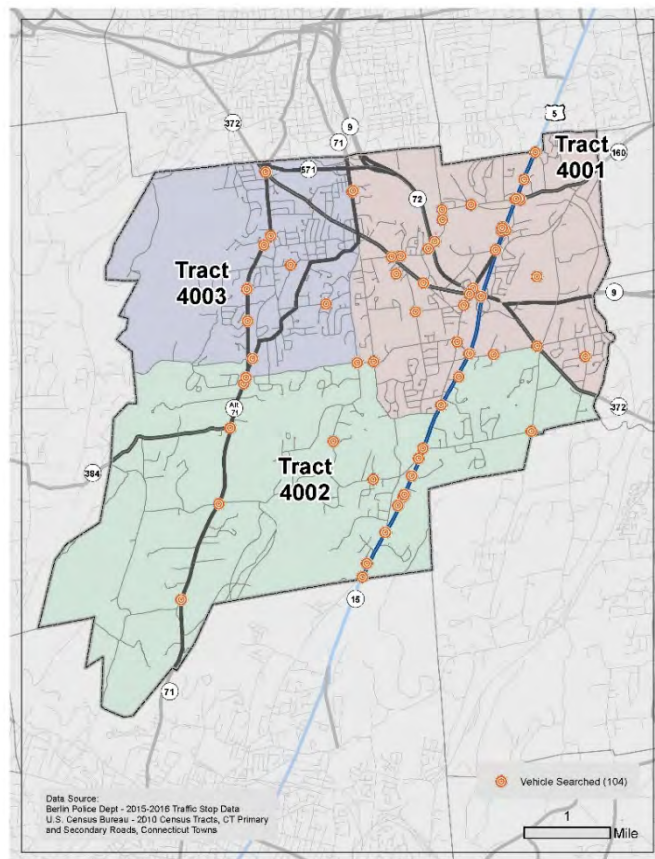 5
372
9
71
Tract
4001
160
571
72
Tract
4003
9
Alt
71
372
384
Tract
4002
15
71
Vehicle Searched (104)
Data Source:
Berlin Police Dept - 2015-2016 Traffic Stop Data
U.S. Census Bureau - 2010 Census Tracts, CT Primary
and Secondary Roads, Connecticut Towns
1
Mile